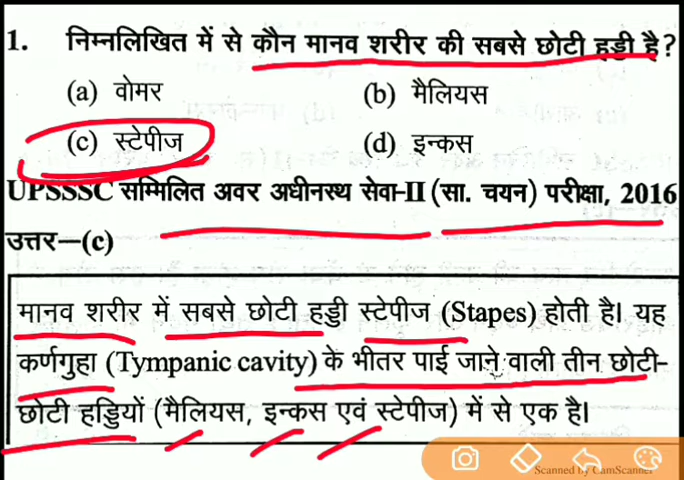 1. निम्नलिखित में से कौन मानव शरीर की सबसे छोटी हड्डी है?
(a) वोमर (b) मैलियस
(c) स्टेपीज (d) इन्कस
UPSSSC सम्मिलित अवर अधीनस्थ सेवा-II (सा. चयन) परीक्षा, 2016
उत्तर—(c)
मानव शरीर में सबसे छोटी हड्डी स्टेपीज (Stapes) होती है। यह
कर्णगुहा (Tympanic cavity) के भीतर पाई जाने वाली तीन छोटी-
छोटी हड्डियों (मैलियस, इन्कस एवं स्टेपीज) में से एक है।
Scanned by CamScanner